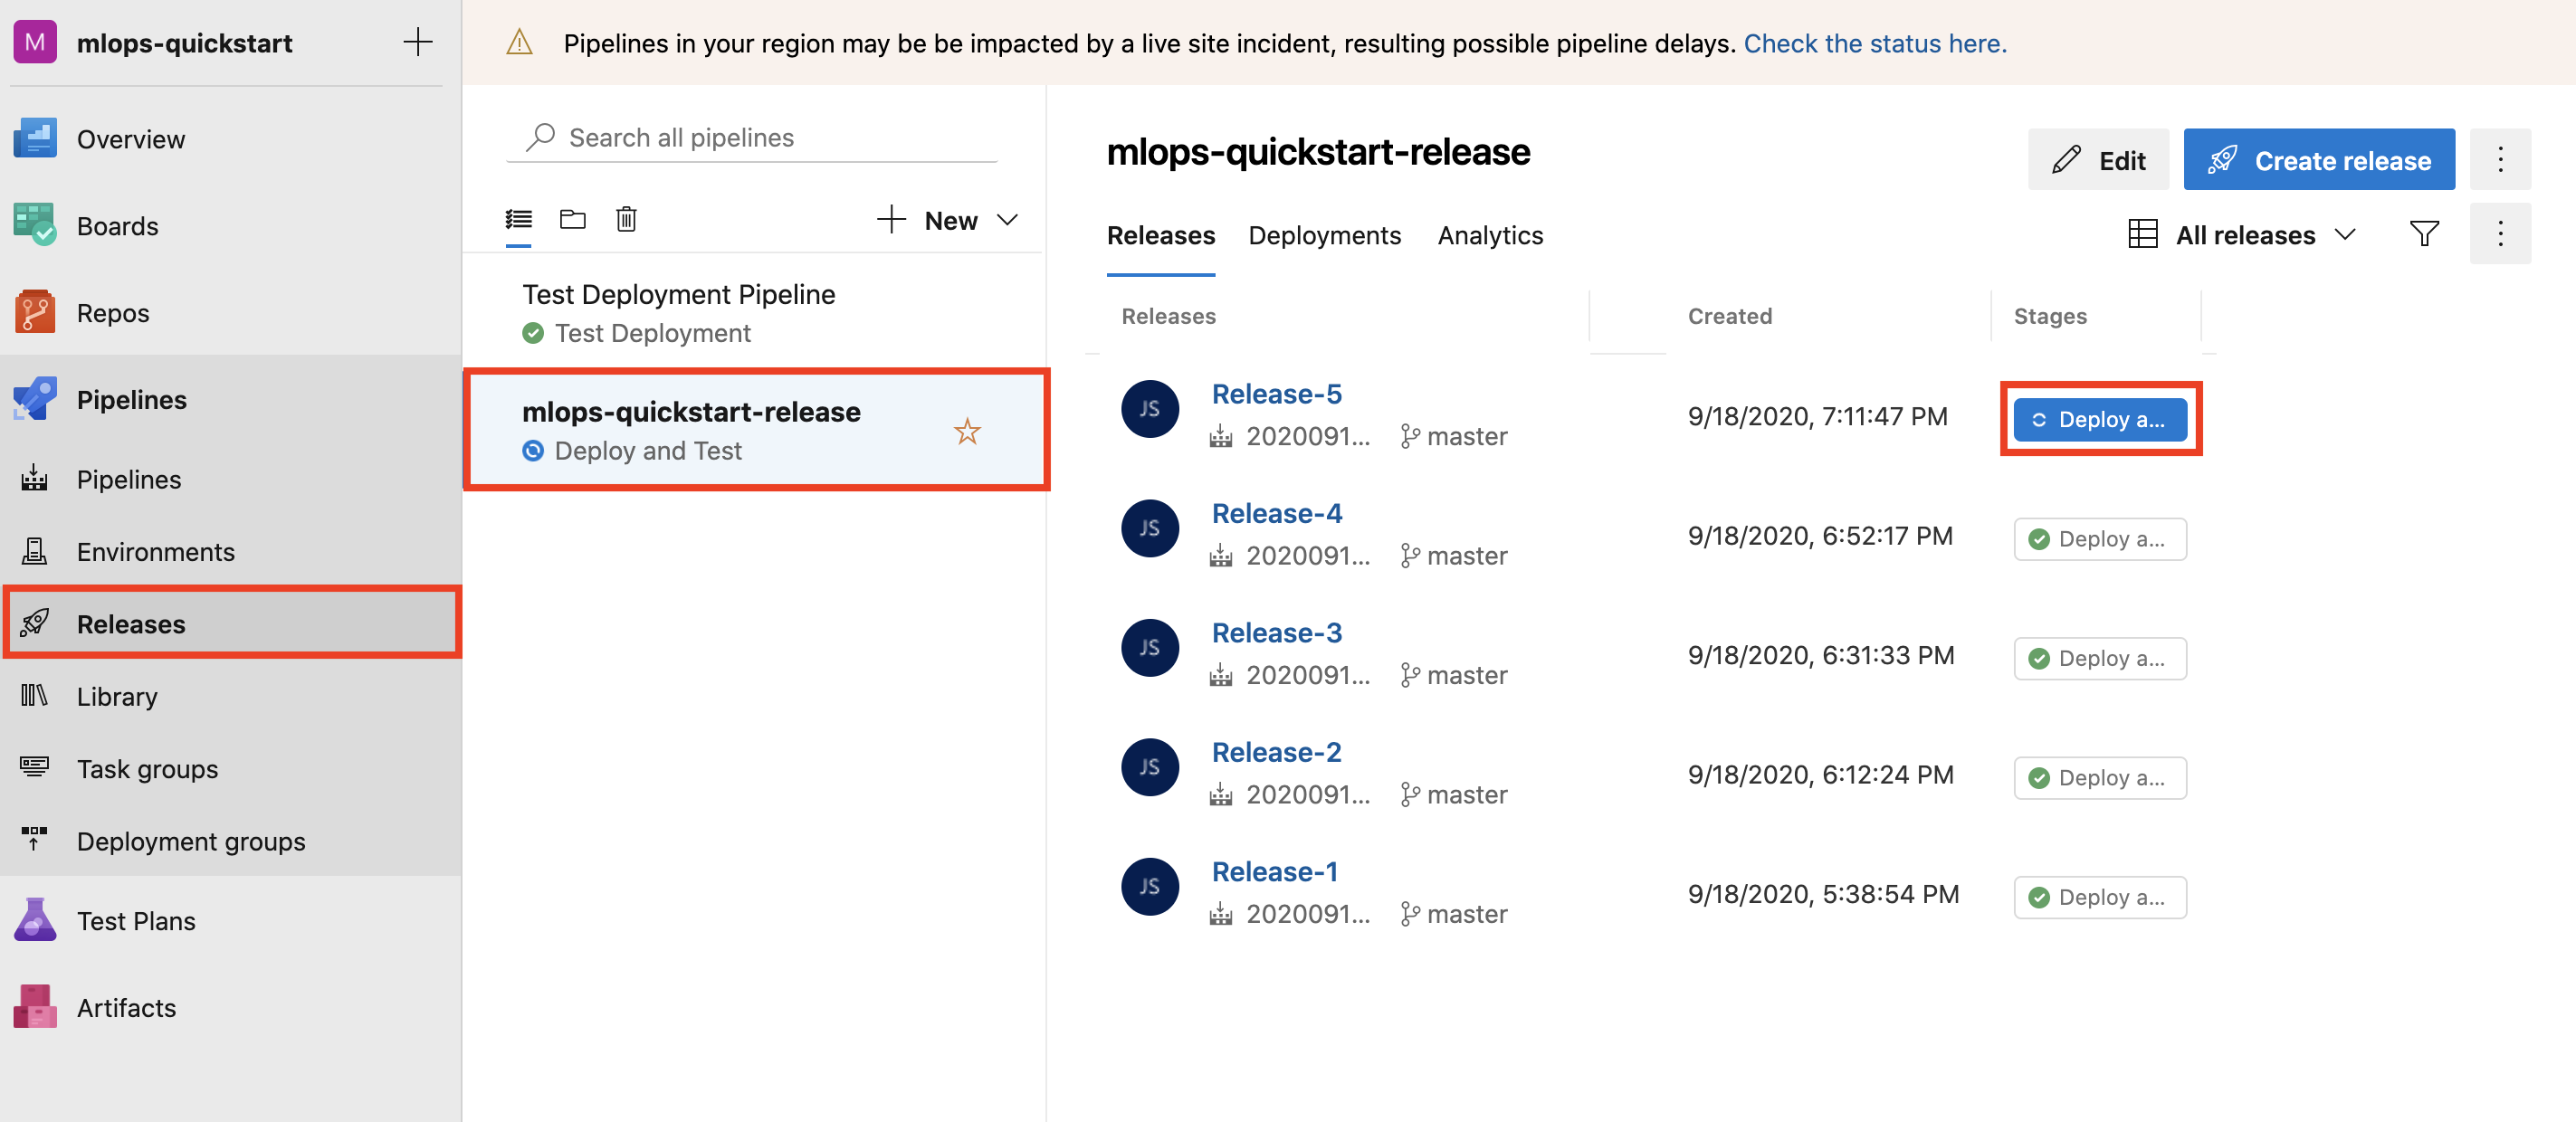 M mlops-quickstart
Overview
Boards
Repos
Pipelines
Pipelines
Environments
Releases
Library
Task groups
Deployment groups
Test Plans
Artifacts
Pipelines in your region may be be impacted by a live site incident, resulting possible pipeline delays. Check the status here.
Search all pipelines
New
Test Deployment Pipeline
Test Deployment
mlops-quickstart-release
Deploy and Test
mlops-quickstart-release
Edit
Create release
Releases Deployments Analytics
All releases
Releases Created Stages
JS Release-5
2020091... master
9/18/2020, 7:11:47 PM
Deploy a...
JS Release-4
2020091... master
9/18/2020, 6:52:17 PM
Deploy a...
JS Release-3
2020091... master
9/18/2020, 6:31:33 PM
Deploy a...
JS Release-2
2020091... master
9/18/2020, 6:12:24 PM
Deploy a...
JS Release-1
2020091... master
9/18/2020, 5:38:54 PM
Deploy a...